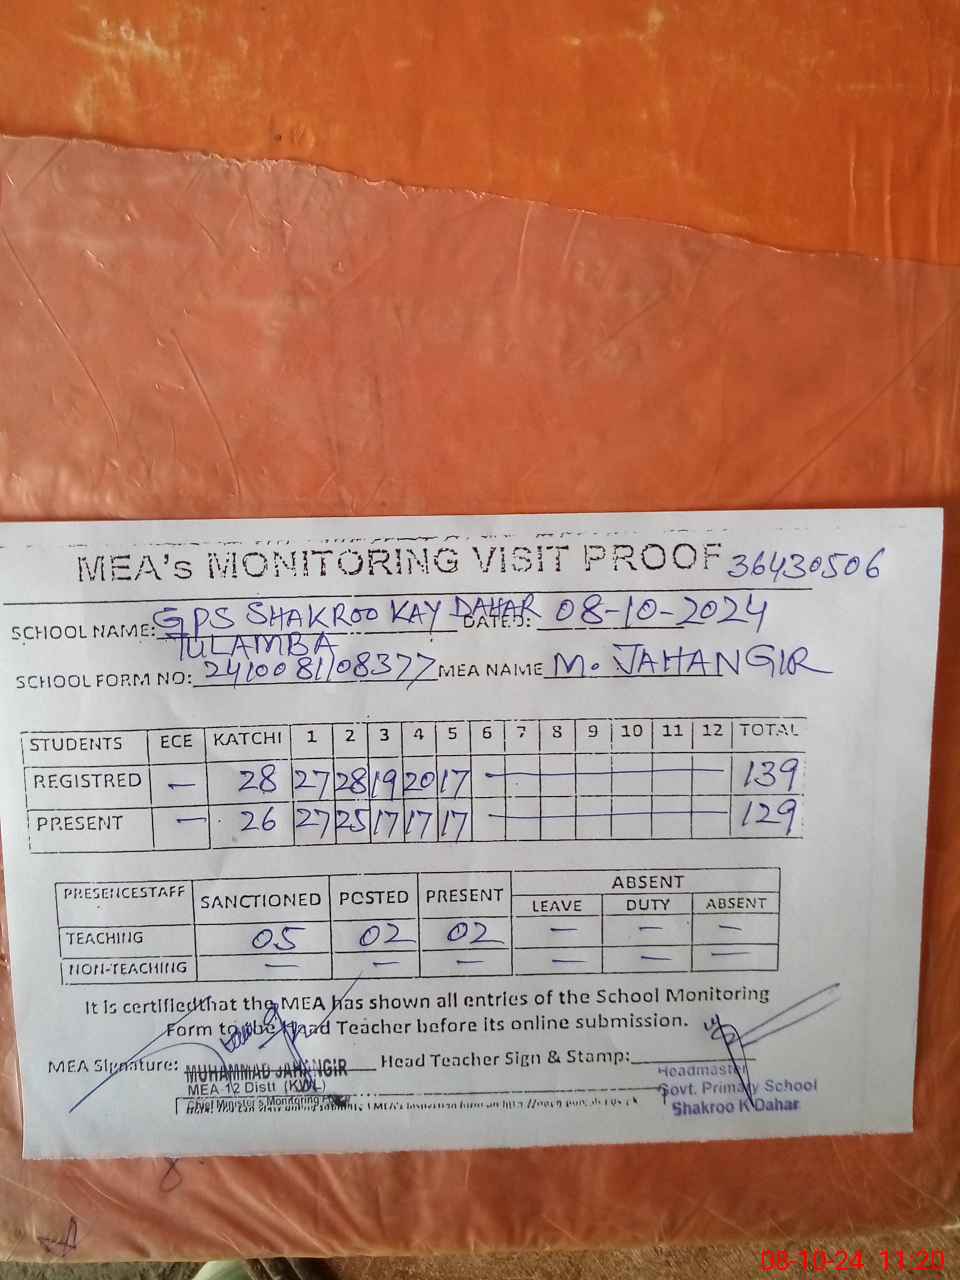 MEA's MONITORING VISIT PROOF 36430506
SCHOOL NAME: GPS SHAKROO KAY DAHAR DATED: 08-10-2024
TULAMBA
SCHOOL FORM NO: 2410081108377 MEA NAME M. JAHANGIR
STUDENTS ECE KATCHI 1 2 3 4 5 6 7 8 9 10 11 12 TOTAL
REGISTRED — 28 27 28 19 20 17 — 139
PRESENT — 26 27 25 17 17 17 — 129
PRESENCESTAFF SANCTIONED POSTED PRESENT ABSENT
LEAVE DUTY ABSENT
TEACHING 05 02 02 — — —
NON-TEACHING — — — — — —
It is certifiedthat the MEA has shown all entries of the School Monitoring
Form to the Head Teacher before its online submission.
MEA Signature: Head Teacher Sign & Stamp:
MUHAMMAD JAHANGIR
MEA-12 Distt (KWL)
Chief Minister's Monitoring Force
Headmaster
Govt. Primary School
Shakroo K Dahar
08-10-24 11:20